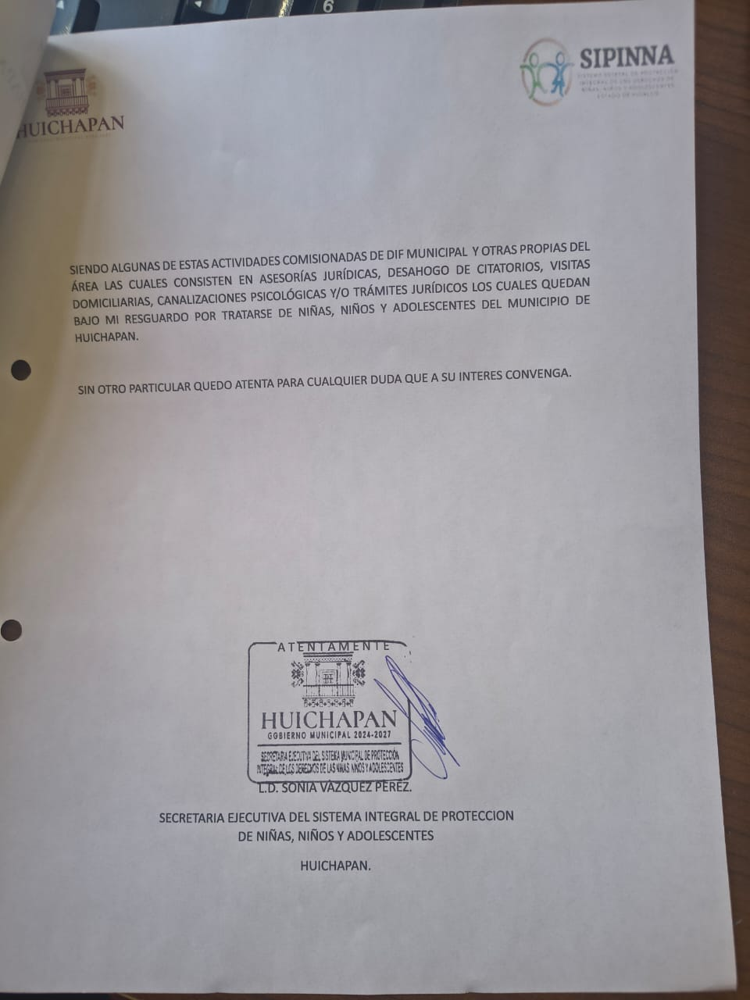 6
SIPINNA
SISTEMA ESTATAL DE PROTECCIÓN
INTEGRAL DE LOS DERECHOS DE
NIÑAS, NIÑOS Y ADOLESCENTES
ESTADO DE HIDALGO
HUICHAPAN
SIENDO ALGUNAS DE ESTAS ACTIVIDADES COMISIONADAS DE DIF MUNICIPAL Y OTRAS PROPIAS DEL
ÁREA LAS CUALES CONSISTEN EN ASESORÍAS JURÍDICAS, DESAHOGO DE CITATORIOS, VISITAS
DOMICILIARIAS, CANALIZACIONES PSICOLÓGICAS Y/O TRÁMITES JURÍDICOS LOS CUALES QUEDAN
BAJO MI RESGUARDO POR TRATARSE DE NIÑAS, NIÑOS Y ADOLESCENTES DEL MUNICIPIO DE
HUICHAPAN.
SIN OTRO PARTICULAR QUEDO ATENTA PARA CUALQUIER DUDA QUE A SU INTERES CONVENGA.
ATENTAMENTE
HUICHAPAN
GOBIERNO MUNICIPAL 2024-2027
SECRETARIA EJECUTIVA DEL SISTEMA MUNICIPAL DE PROTECCIÓN
INTEGRAL DE LOS DERECHOS DE LAS NIÑAS, NIÑOS Y ADOLESCENTES
L.D. SONIA VÁZQUEZ PÉREZ.
SECRETARIA EJECUTIVA DEL SISTEMA INTEGRAL DE PROTECCION
DE NIÑAS, NIÑOS Y ADOLESCENTES
HUICHAPAN.